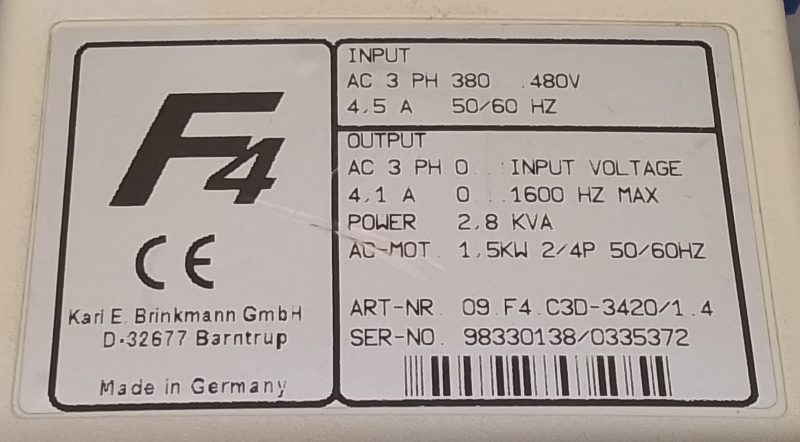 F4
CE
Karl E. Brinkmann GmbH
D-32677 Barntrup
Made in Germany
INPUT
AC 3 PH 380...480V
4,5 A 50/60 HZ
OUTPUT
AC 3 PH 0...INPUT VOLTAGE
4,1 A 0...1600 HZ MAX
POWER 2,8 KVA
AC-MOT. 1,5KW 2/4P 50/60HZ
ART-NR. 09.F4.C3D-3420/1.4
SER-NO. 98330138/0335372